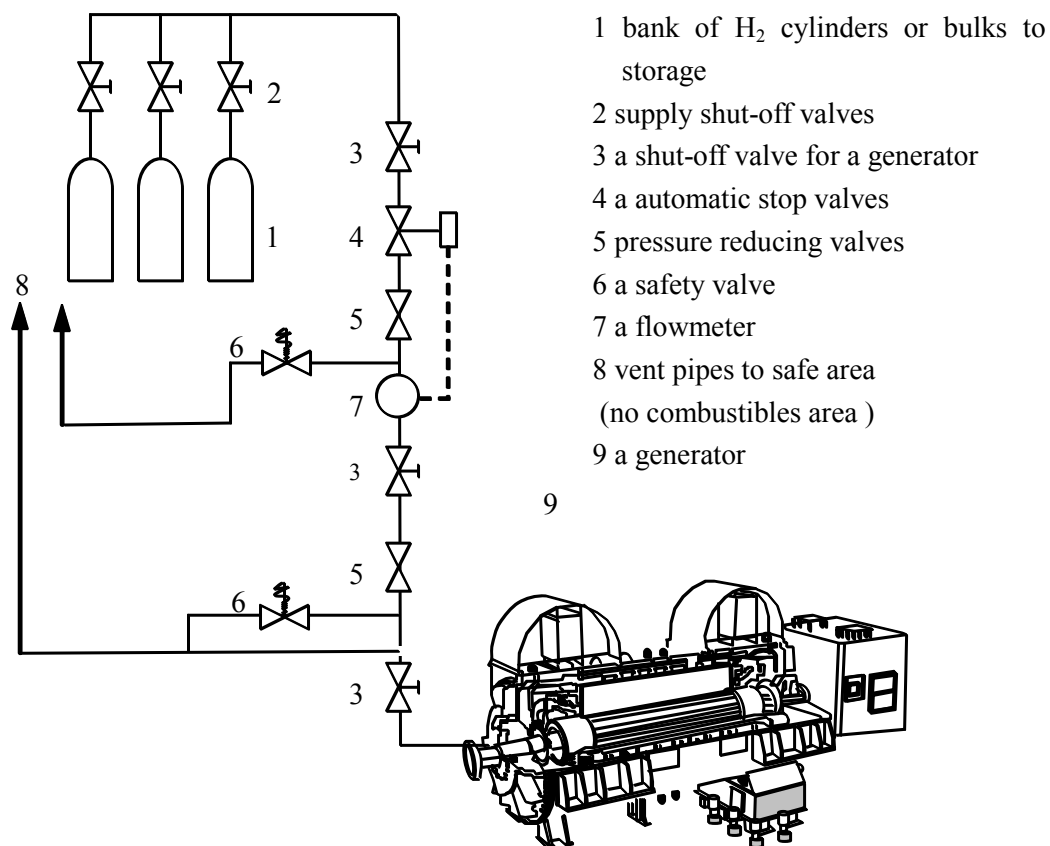 1 bank of H₂ cylinders or bulks to
storage
2 supply shut-off valves
3 a shut-off valve for a generator
4 a automatic stop valves
5 pressure reducing valves
6 a safety valve
7 a flowmeter
8 vent pipes to safe area
(no combustibles area )
9 a generator
2
3
1
4
8
5
6
7
3
9
5
6
3